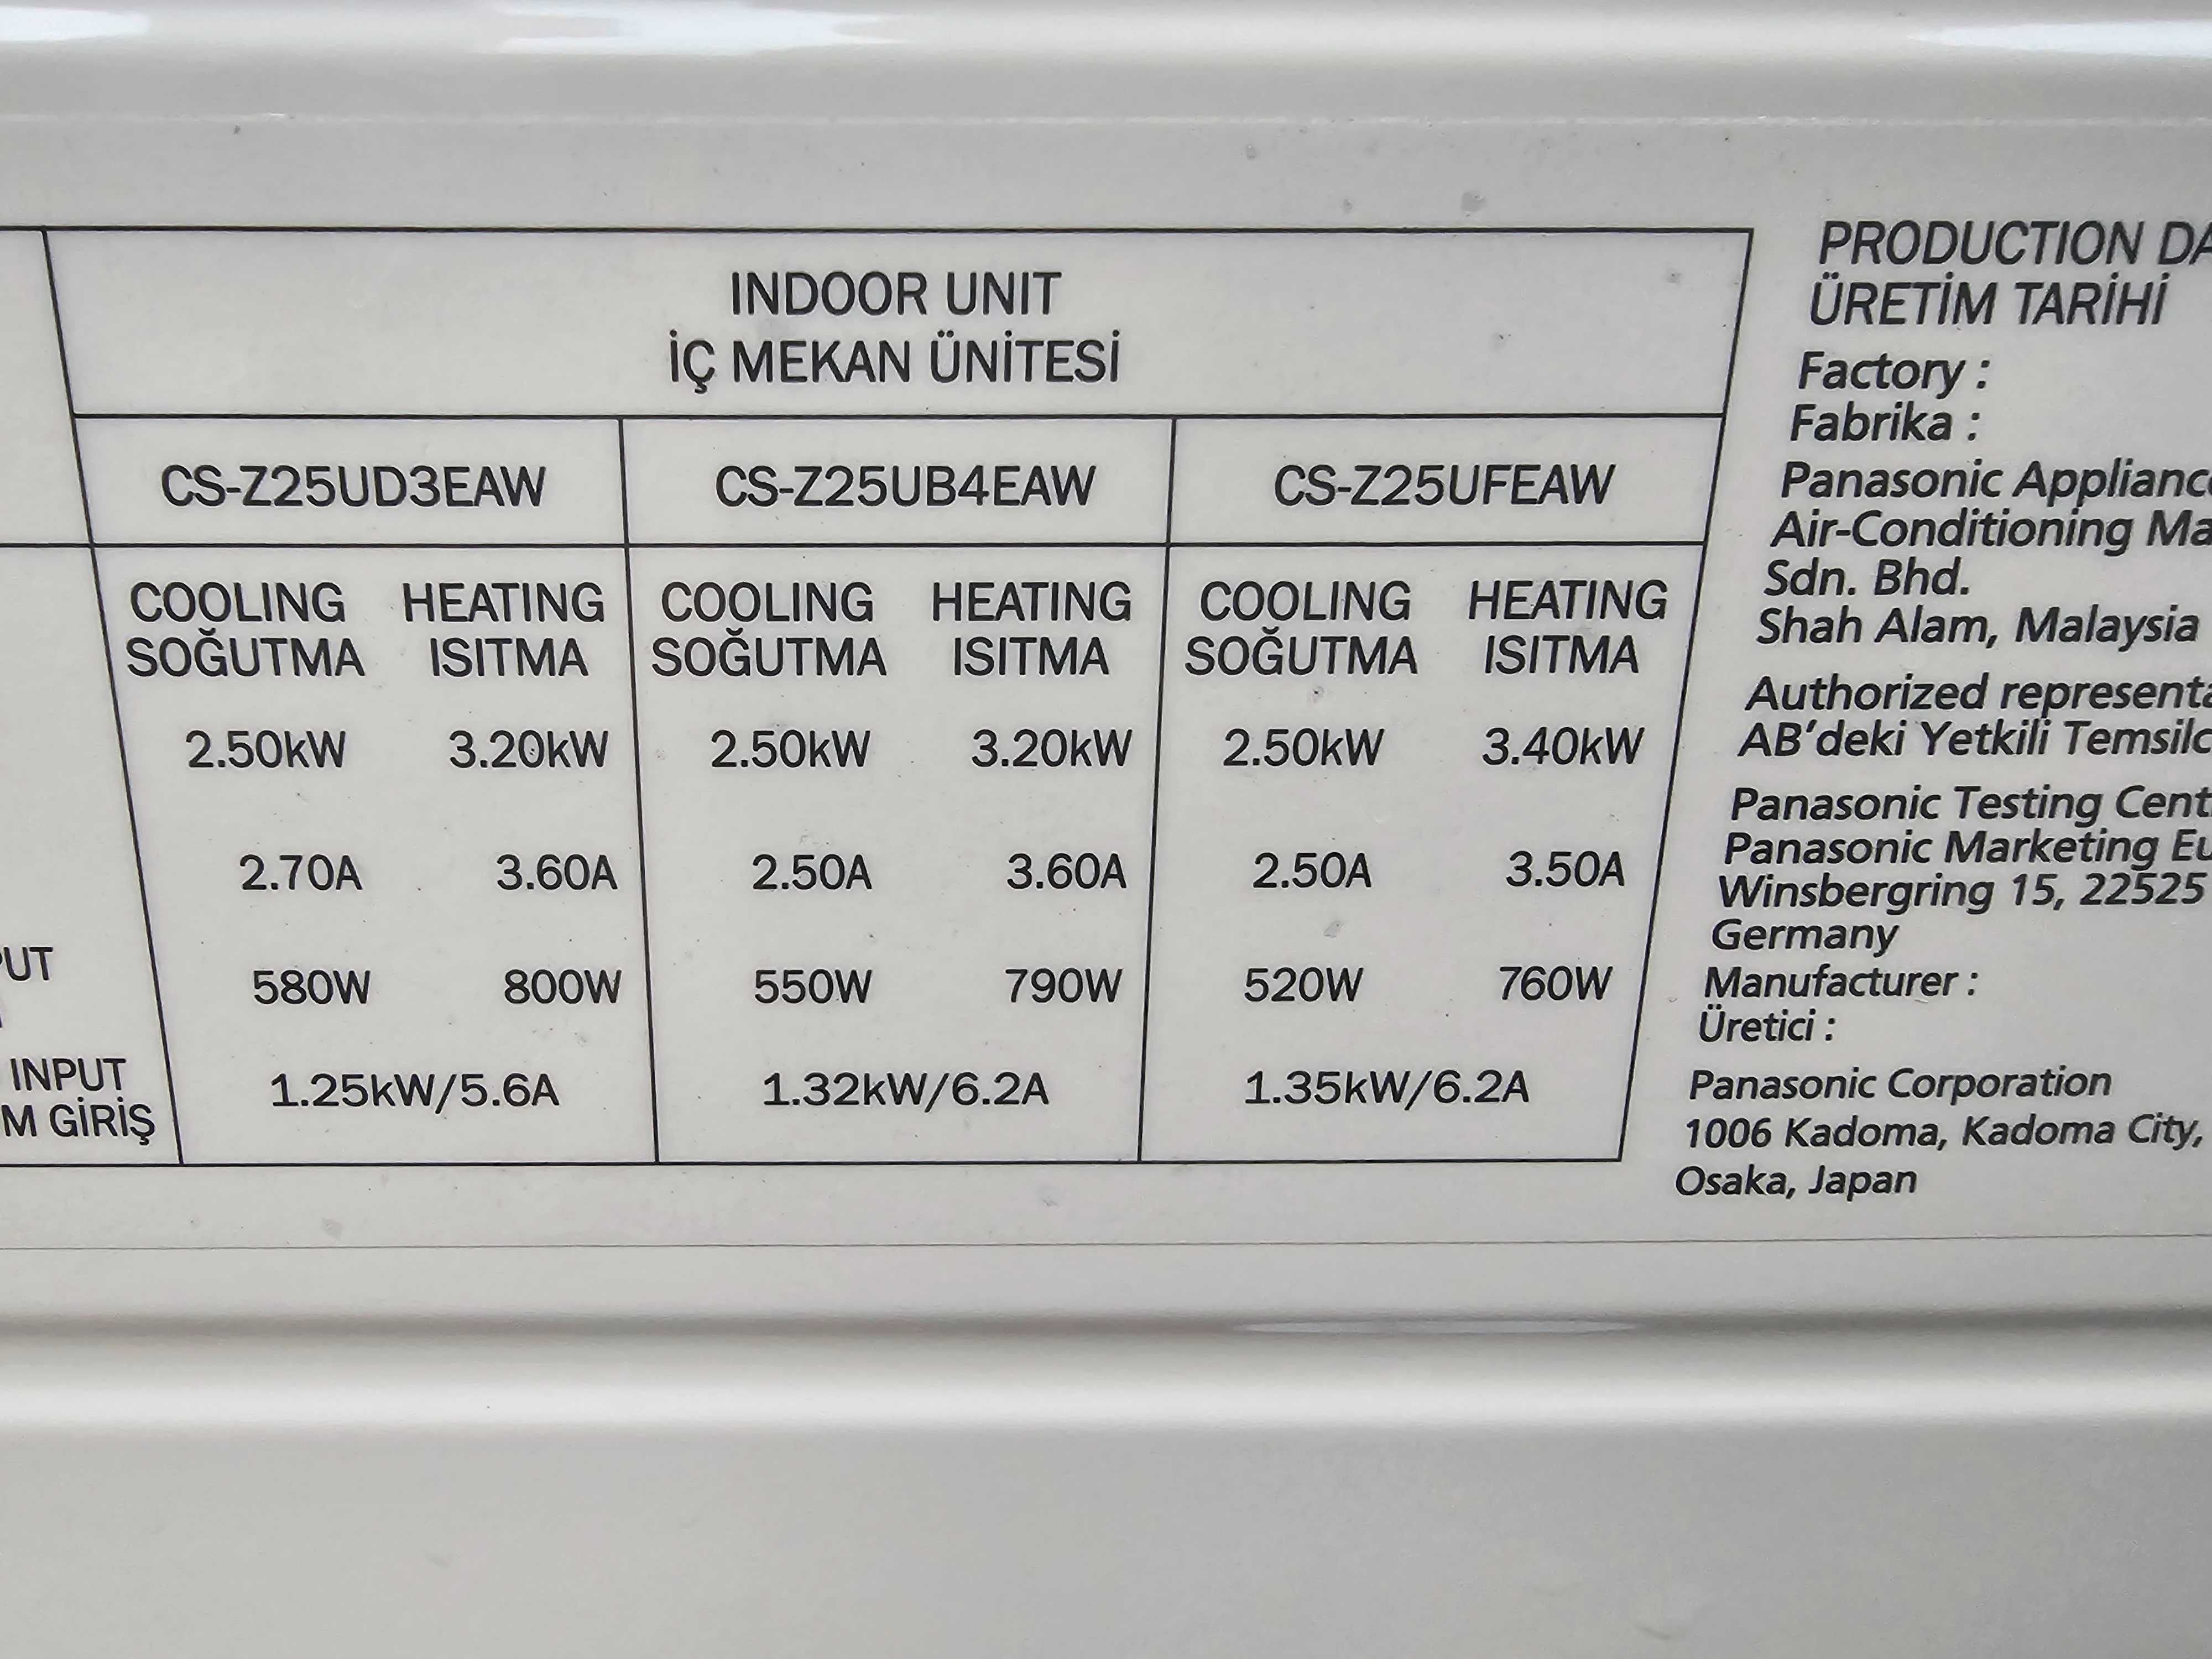 INDOOR UNIT
İÇ MEKAN ÜNİTESİ
CS-Z25UD3EAW CS-Z25UB4EAW CS-Z25UFEAW
COOLING HEATING COOLING HEATING COOLING HEATING
SOĞUTMA ISITMA SOĞUTMA ISITMA SOĞUTMA ISITMA
2.50kW 3.20kW 2.50kW 3.20kW 2.50kW 3.40kW
2.70A 3.60A 2.50A 3.60A 2.50A 3.50A
580W 800W 550W 790W 520W 760W
INPUT 1.25kW/5.6A 1.32kW/6.2A 1.35kW/6.2A
GİRİŞ
PRODUCTION
ÜRETİM TARİHİ
Factory :
Fabrika :
Panasonic
Air-Conditioning
Sdn. Bhd.
Shah Alam, Malaysia
Authorized
AB'deki Yetkili
Panasonic Testing
Panasonic Marketing
Winsbergring 15, 22525
Germany
Manufacturer :
Üretici :
Panasonic Corporation
1006 Kadoma, Kadoma City,
Osaka, Japan